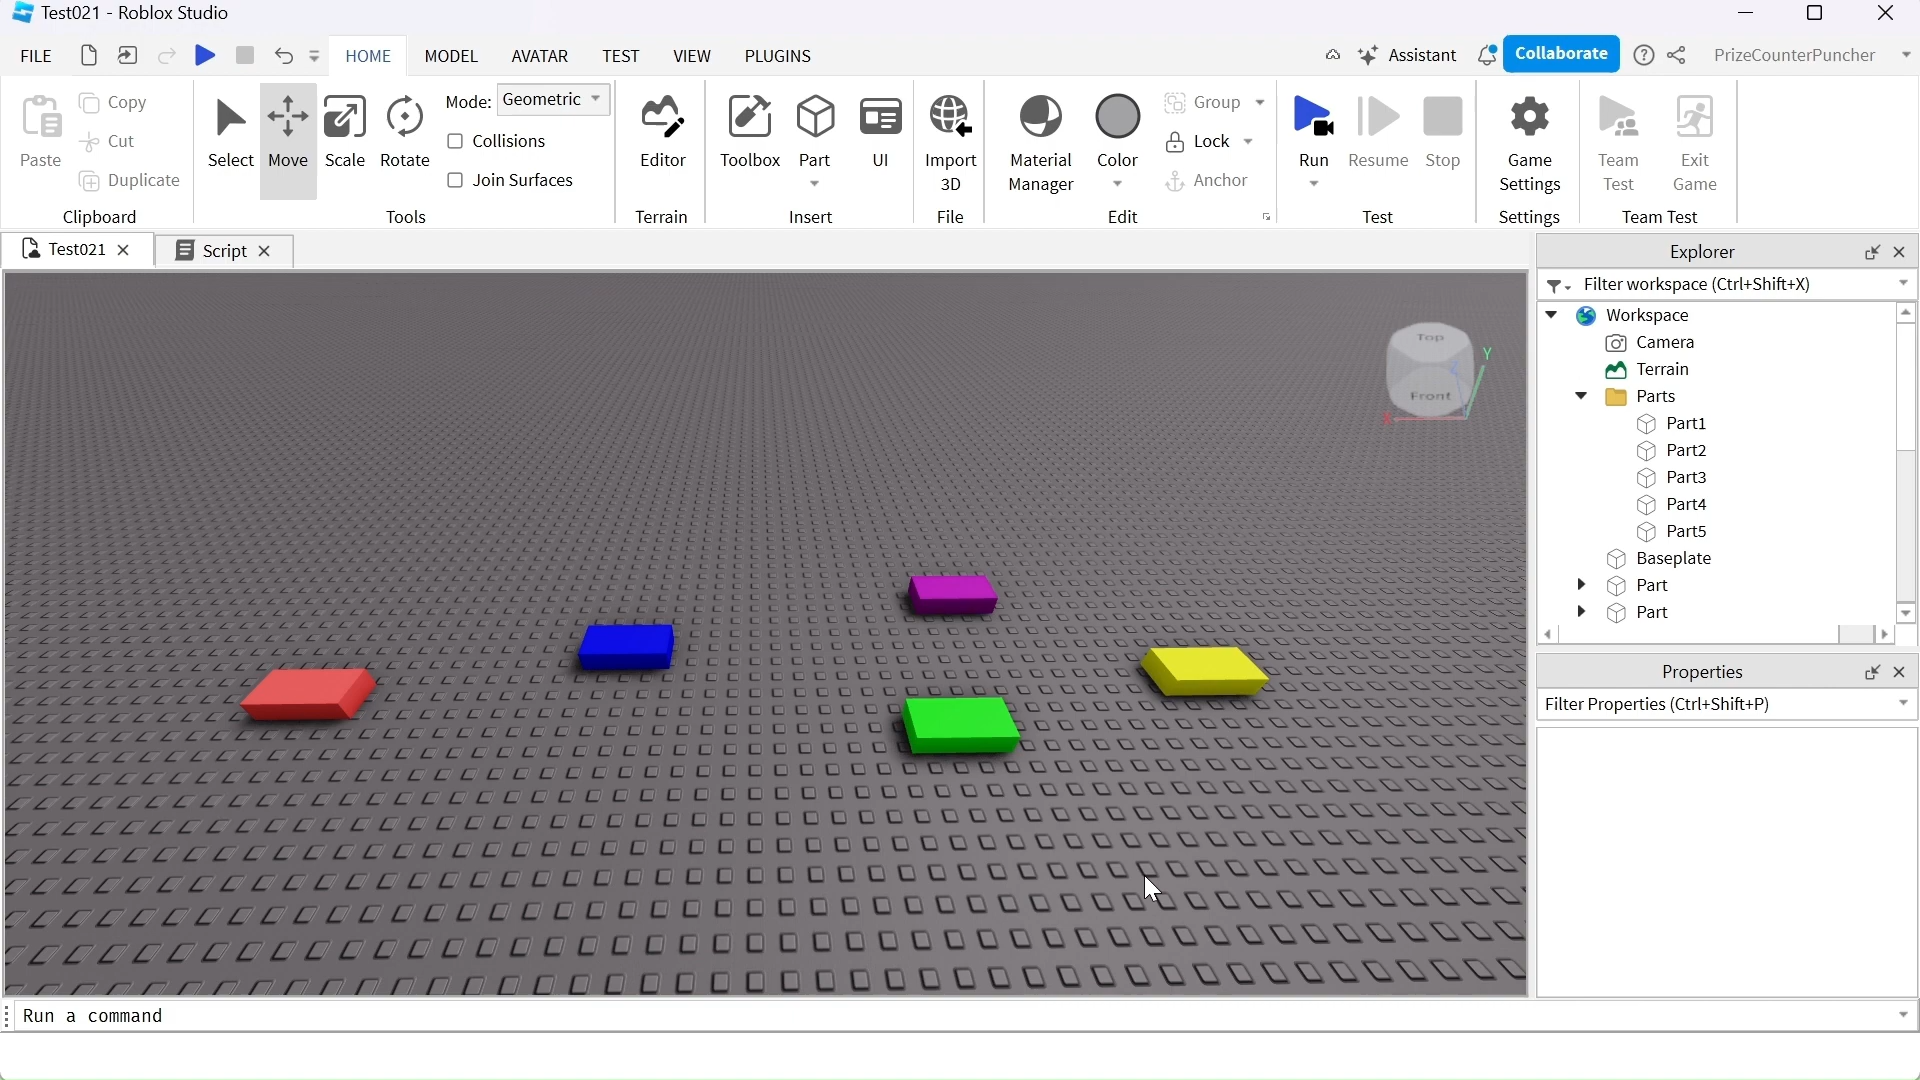 Test021 - Roblox Studio
FILE HOME MODEL AVATAR TEST VIEW PLUGINS Assistant Collaborate PrizeCounterPuncher
Paste Copy Cut Duplicate
Clipboard
Select Move Scale Rotate
Mode: Geometric
Collisions
Join Surfaces
Tools
Editor
Terrain
Toolbox Part UI
Insert
Import
3D
File
Material
Manager
Color
Group
Lock
Anchor
Edit
Run Resume Stop
Test
Game
Settings
Settings
Team
Test
Exit
Game
Team Test
Test021 Script
Top
Front
X
Y
Z
Explorer
Filter workspace (Ctrl+Shift+X)
Workspace
Camera
Terrain
Parts
Part1
Part2
Part3
Part4
Part5
Baseplate
Part
Part
Properties
Filter Properties (Ctrl+Shift+P)
Run a command